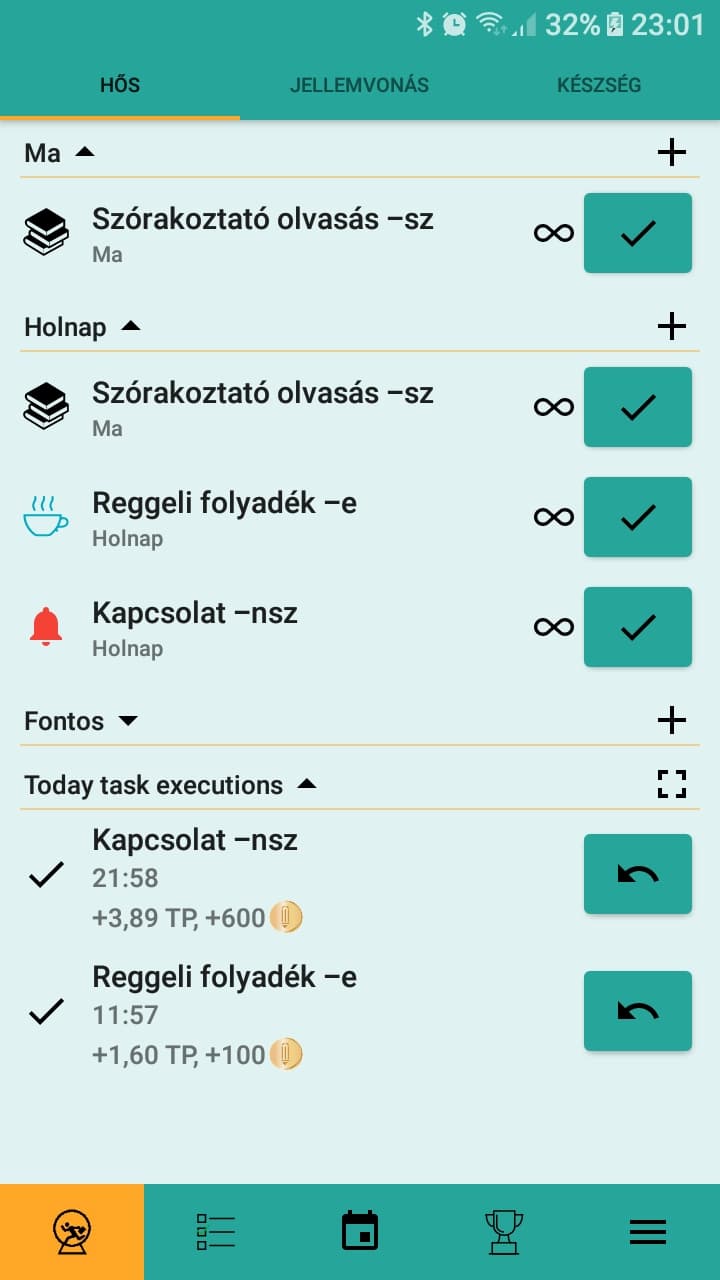 32% 23:01
HŐS JELLEMVONÁS KÉSZSÉG
Ma
Szórakoztató olvasás –sz
Ma
Holnap
Szórakoztató olvasás –sz
Ma
Reggeli folyadék –e
Holnap
Kapcsolat –nsz
Holnap
Fontos
Today task executions
Kapcsolat –nsz
21:58
+3,89 TP, +600
Reggeli folyadék –e
11:57
+1,60 TP, +100